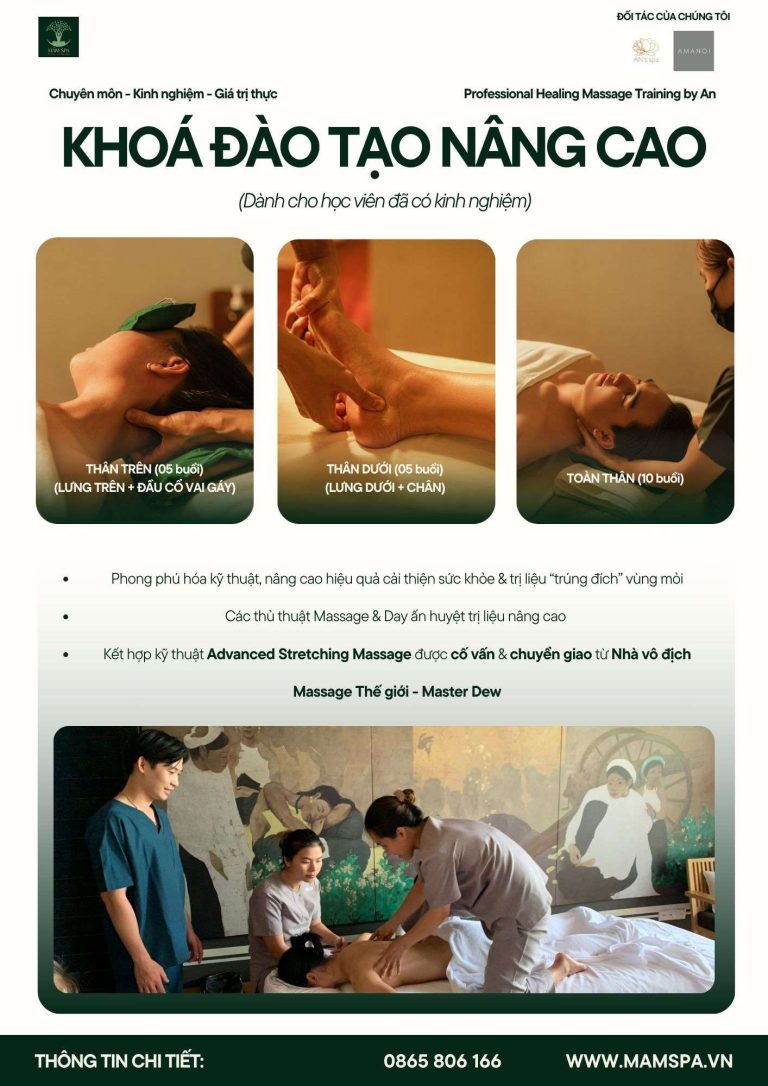 MAM SPA
ĐỐI TÁC CỦA CHÚNG TÔI
AN's spa
AMANOI
Chuyên môn - Kinh nghiệm - Giá trị thực
Professional Healing Massage Training by An
KHOÁ ĐÀO TẠO NÂNG CAO
(Dành cho học viên đã có kinh nghiệm)
THÂN TRÊN (05 buổi)
(LƯNG TRÊN + ĐẦU CỔ VAI GÁY)
THÂN DƯỚI (05 buổi)
(LƯNG DƯỚI + CHÂN)
TOÀN THÂN (10 buổi)
• Phong phú hóa kỹ thuật, nâng cao hiệu quả cải thiện sức khỏe & trị liệu “trúng đích” vùng mỏi
• Các thủ thuật Massage & Day ấn huyệt trị liệu nâng cao
• Kết hợp kỹ thuật Advanced Stretching Massage được cố vấn & chuyển giao từ Nhà vô địch
Massage Thế giới - Master Dew
THÔNG TIN CHI TIẾT:
0865 806 166
WWW.MAMSPA.VN